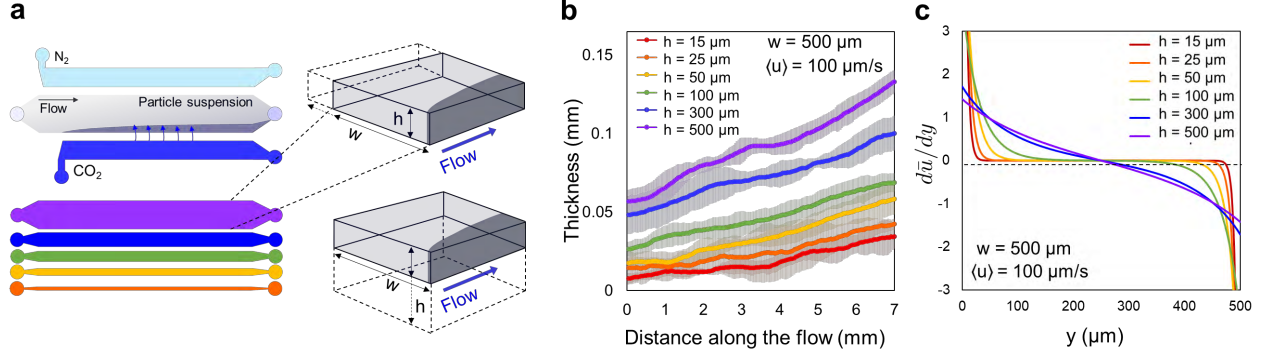 a
N₂
Flow
Particle suspension
CO₂
h
w
Flow
h
w
Flow
b
Thickness (mm)
0.15
0.1
0.05
0
h = 15 µm
h = 25 µm
h = 50 µm
h = 100 µm
h = 300 µm
h = 500 µm
w = 500 µm
⟨u⟩ = 100 µm/s
0 1 2 3 4 5 6 7
Distance along the flow (mm)
c
dū/dy
3
2
1
0
-1
-2
-3
h = 15 µm
h = 25 µm
h = 50 µm
h = 100 µm
h = 300 µm
h = 500 µm
w = 500 µm
⟨u⟩ = 100 µm/s
0 100 200 300 400 500
y (µm)